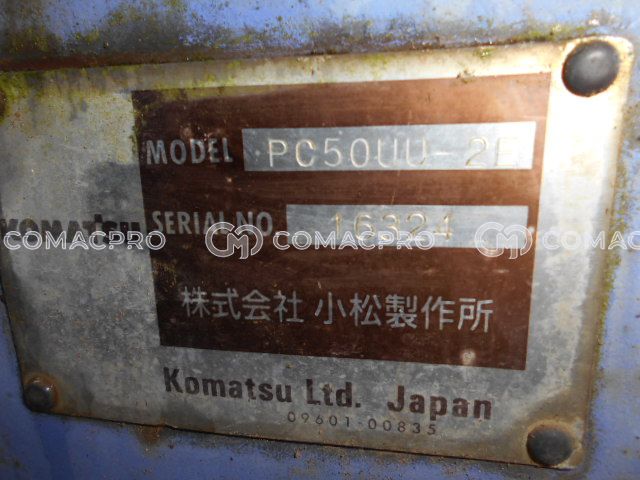 MODEL PC50UU-2E
KOMATSU SERIAL NO. 16324
COMACPRO COMACPRO
株式会社 小松製作所
Komatsu Ltd. Japan
09601-00835